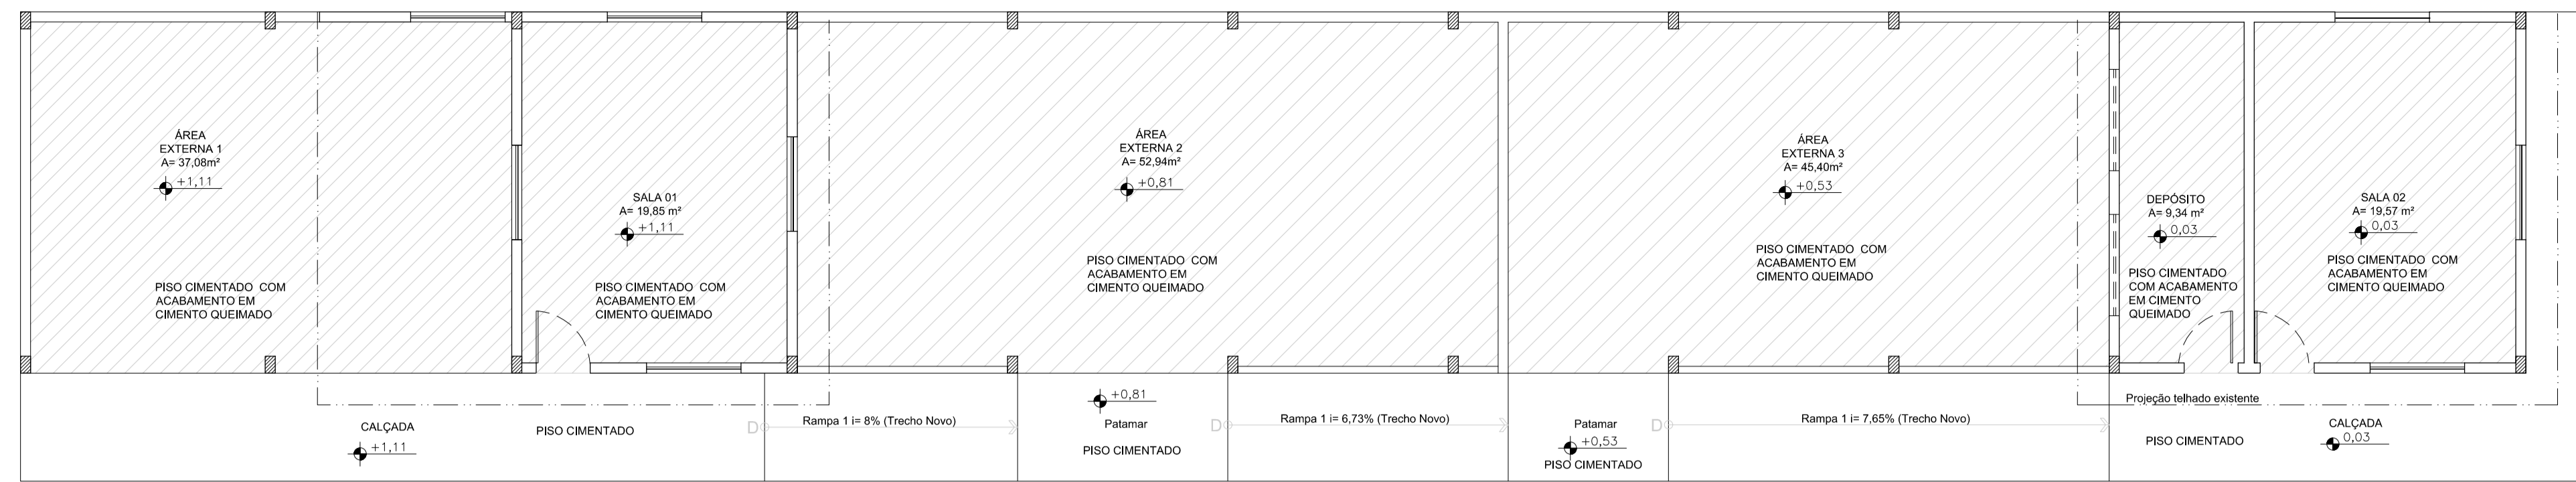 ÁREA
EXTERNA 1
A= 37,08m²
+1,11
PISO CIMENTADO COM
ACABAMENTO EM
CIMENTO QUEIMADO
SALA 01
A= 19,85 m²
+1,11
PISO CIMENTADO COM
ACABAMENTO EM
CIMENTO QUEIMADO
ÁREA
EXTERNA 2
A= 52,94m²
+0,81
PISO CIMENTADO COM
ACABAMENTO EM
CIMENTO QUEIMADO
ÁREA
EXTERNA 3
A= 45,40m²
+0,53
PISO CIMENTADO COM
ACABAMENTO EM
CIMENTO QUEIMADO
DEPÓSITO
A= 9,34 m²
0,03
PISO CIMENTADO
COM ACABAMENTO
EM CIMENTO
QUEIMADO
SALA 02
A= 19,57 m²
0,03
PISO CIMENTADO COM
ACABAMENTO EM
CIMENTO QUEIMADO
CALÇADA
+1,11
PISO CIMENTADO
D
Rampa 1 i= 8% (Trecho Novo)
+0,81
Patamar
PISO CIMENTADO
D
Rampa 1 i= 6,73% (Trecho Novo)
Patamar
+0,53
PISO CIMENTADO
D
Rampa 1 i= 7,65% (Trecho Novo)
Projeção telhado existente
PISO CIMENTADO
CALÇADA
0,03